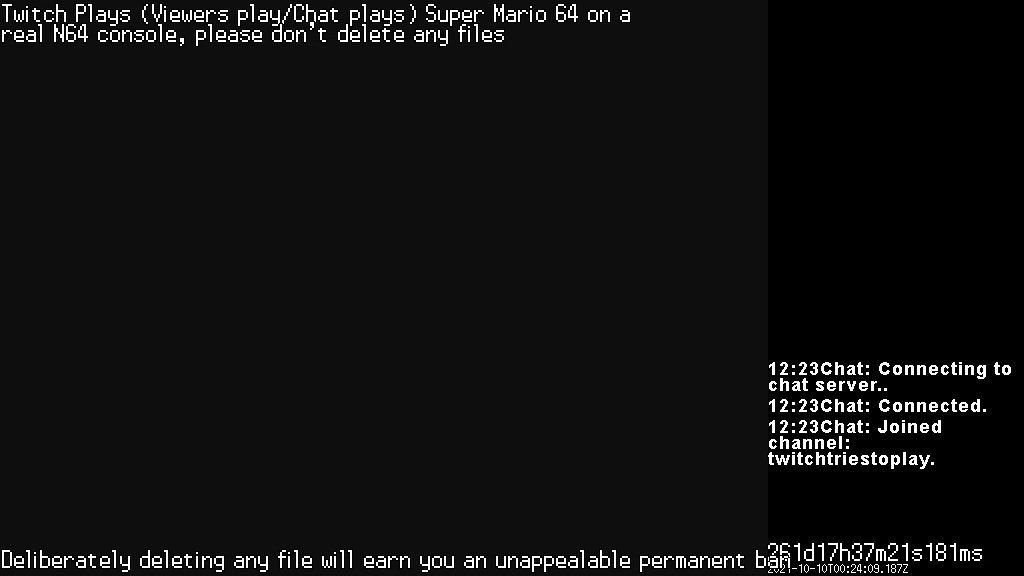 Twitch Plays (Viewers play/Chat plays) Super Mario 64 on a
real N64 console, please don't delete any files
12:23Chat: Connecting to
chat server..
12:23Chat: Connected.
12:23Chat: Joined
channel:
twitchtriestoplay.
Deliberately deleting any file will earn you an unappealable permanent ban
261d17h37m21s181ms
2021-10-10T00:24:09.187Z